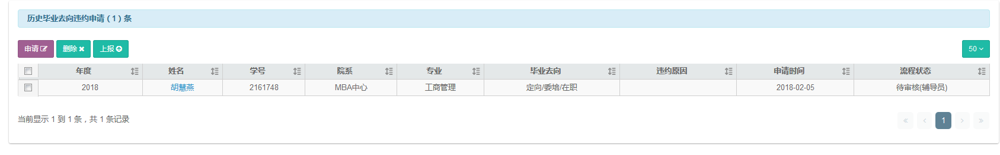 历史毕业去向违约申请（1）条
申请 删除 上报 50
年度 姓名 学号 院系 专业 毕业去向 违约原因 申请时间 流程状态
2018 胡慧燕 2161748 MBA中心 工商管理 定向/委培/在职 2018-02-05 待审核(辅导员)
当前显示 1 到 1 条，共 1 条记录 « ‹ 1 › »